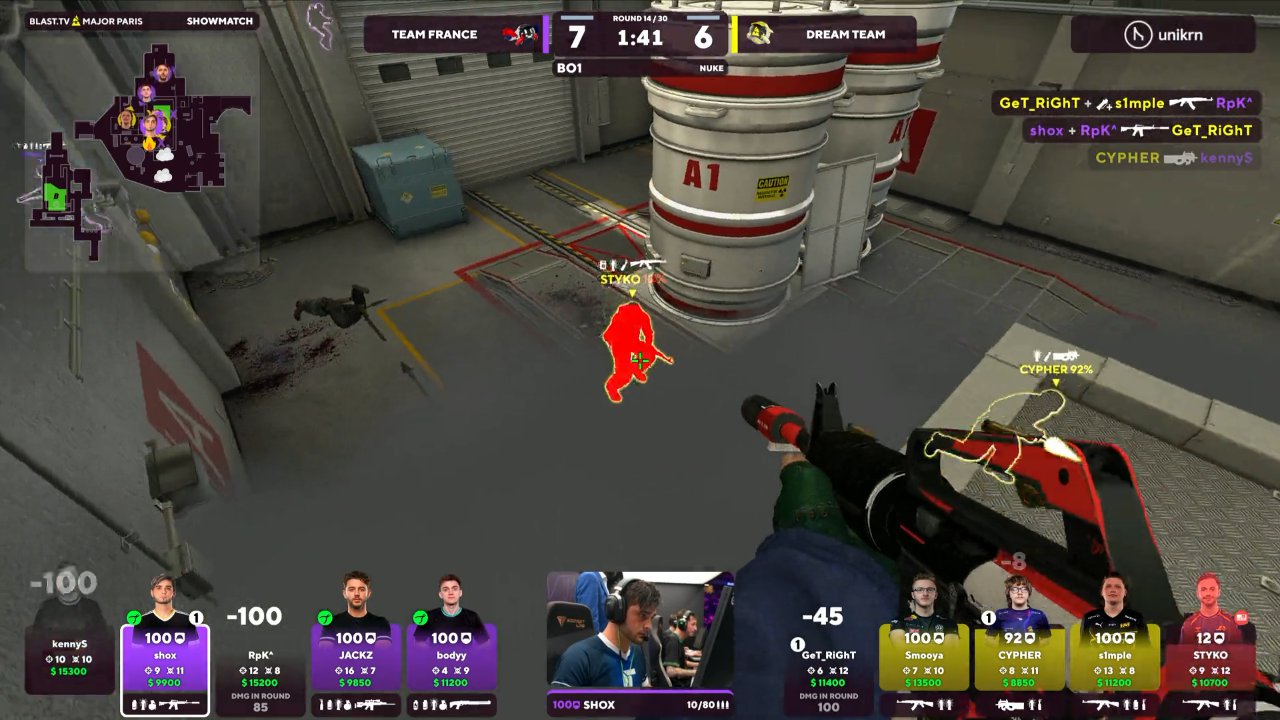 BLAST.TV MAJOR PARIS SHOWMATCH
TEAM FRANCE
7
ROUND 14/30
1:41
6
DREAM TEAM
BO1 NUKE
unikrn
GeT_RiGhT + s1mple RpK^
shox + RpK^ GeT_RiGhT
CYPHER kennyS
A1
CAUTION
STYKO
CYPHER 92%
-8
-100
kennyS
10 10
$15300
1
100
shox
9 11
$9900
-100
RpK^
12 8
$15200
DMG IN ROUND
85
100
JACKZ
16 7
$9850
100
bodyy
4 9
$11200
100 SHOX 10/80
-45
1
GeT_RiGhT
6 12
$11400
DMG IN ROUND
100
100
Smooya
7 10
$13500
1
92
CYPHER
8 11
$8850
100
s1mple
13 8
$11200
12
STYKO
9 12
$10700